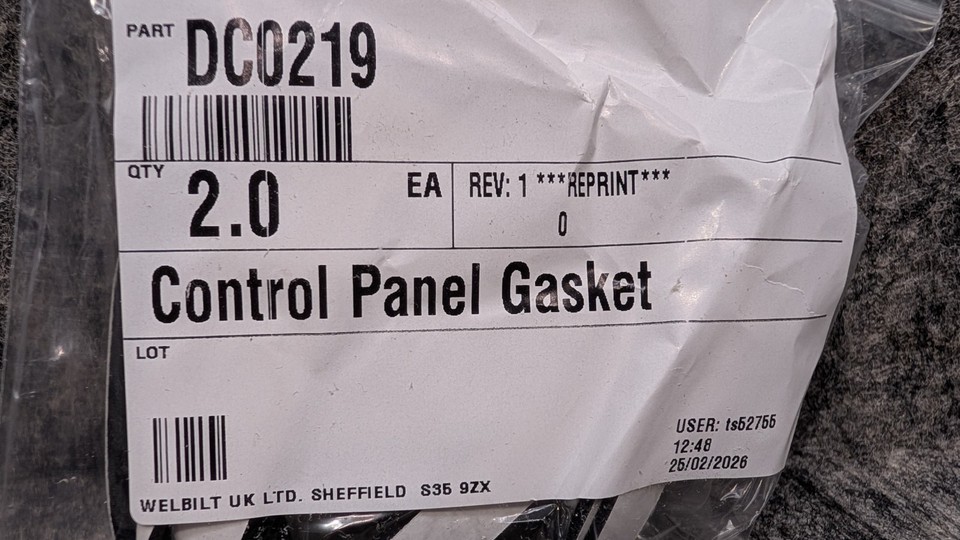 PART DC0219
QTY 2.0 EA
REV: 1 ***REPRINT***
0
Control Panel Gasket
LOT
USER: ts52755
12:48
25/02/2026
WELBILT UK LTD. SHEFFIELD S35 9ZX